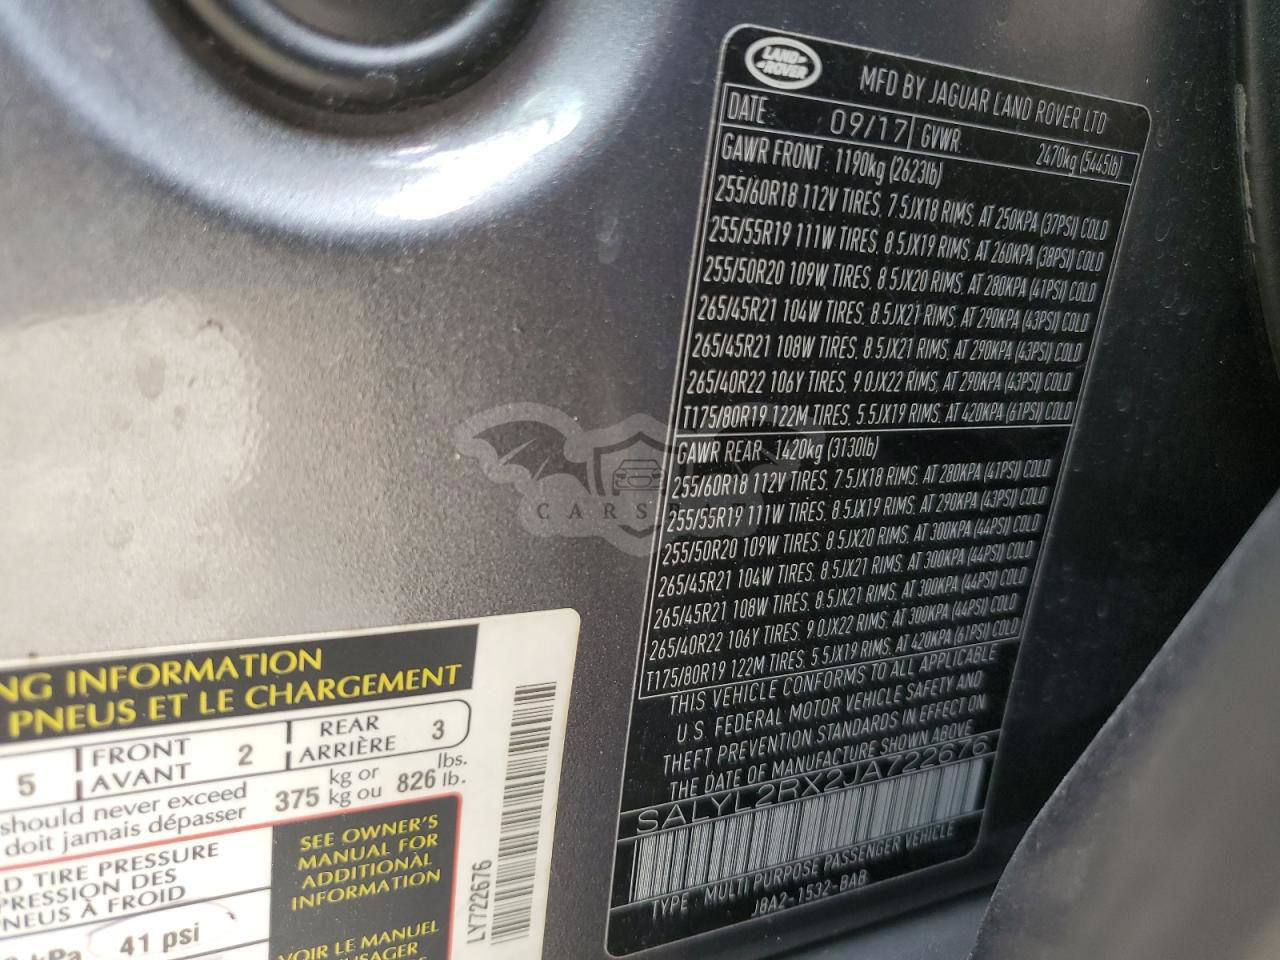 LAND ROVER
MFD BY JAGUAR LAND ROVER LTD
DATE 09/17 GVWR 2470kg (5445lb)
GAWR FRONT 1190kg (2623lb)
255/60R18 112V TIRES, 7.5JX18 RIMS, AT 250KPA (37PSI) COLD
255/55R19 111W TIRES, 8.5JX19 RIMS, AT 260KPA (38PSI) COLD
255/50R20 109W TIRES, 8.5JX20 RIMS, AT 280KPA (41PSI) COLD
265/45R21 104W TIRES, 8.5JX21 RIMS, AT 290KPA (43PSI) COLD
265/45R21 108W TIRES, 8.5JX21 RIMS, AT 290KPA (43PSI) COLD
265/40R22 106Y TIRES, 9.0JX22 RIMS, AT 290KPA (43PSI) COLD
T175/80R19 122M TIRES, 5.5JX19 RIMS, AT 420KPA (61PSI) COLD
GAWR REAR 1420kg (3130lb)
255/60R18 112V TIRES, 7.5JX18 RIMS, AT 280KPA (41PSI) COLD
255/55R19 111W TIRES, 8.5JX19 RIMS, AT 290KPA (43PSI) COLD
255/50R20 109W TIRES, 8.5JX20 RIMS, AT 300KPA (44PSI) COLD
265/45R21 104W TIRES, 8.5JX21 RIMS, AT 300KPA (44PSI) COLD
265/45R21 108W TIRES, 8.5JX21 RIMS, AT 300KPA (44PSI) COLD
265/40R22 106Y TIRES, 9.0JX22 RIMS, AT 300KPA (44PSI) COLD
T175/80R19 122M TIRES, 5.5JX19 RIMS, AT 420KPA (61PSI) COLD
THIS VEHICLE CONFORMS TO ALL APPLICABLE
U.S. FEDERAL MOTOR VEHICLE SAFETY AND
THEFT PREVENTION STANDARDS IN EFFECT ON
THE DATE OF MANUFACTURE SHOWN ABOVE
SALYL2RX2JA722676
TYPE : MULTI PURPOSE PASSENGER VEHICLE
J8A2-1532-BAB
NG INFORMATION
PNEUS ET LE CHARGEMENT
5 FRONT AVANT 2 REAR ARRIÈRE 3
should never exceed 375 kg or 826 lbs.
doit jamais dépasser kg ou lb.
D TIRE PRESSURE
PRESSION DES
NEUS À FROID
kPa 41 psi
SEE OWNER'S
MANUAL FOR
ADDITIONAL
INFORMATION
VOIR LE MANUEL
USAGER
LY722676